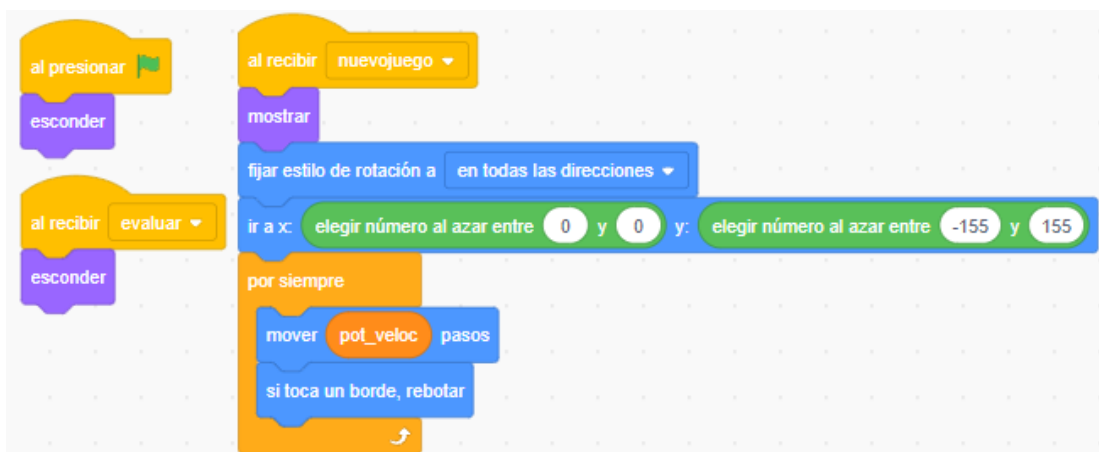 al presionar
esconder
al recibir evaluar
esconder
al recibir nuevojuego
mostrar
fijar estilo de rotación a en todas las direcciones
ir a x: elegir número al azar entre 0 y 0 y: elegir número al azar entre -155 y 155
por siempre
mover pot_veloc pasos
si toca un borde, rebotar